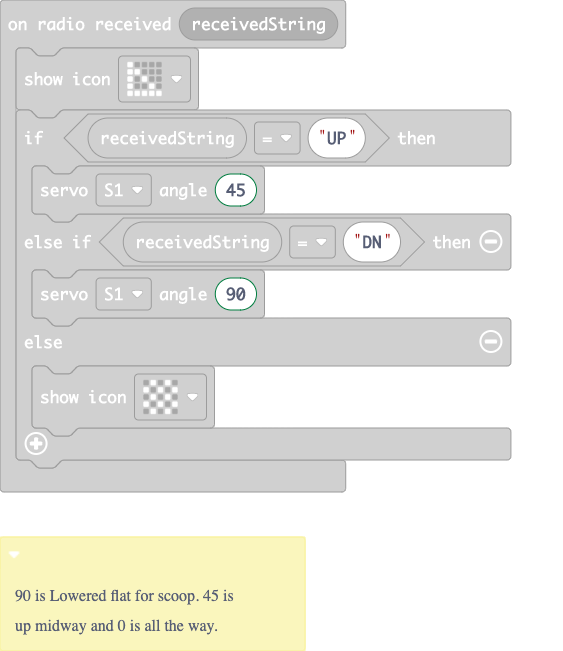 on radio received receivedString
show icon
if receivedString = "UP" then
servo S1 angle 45
else if receivedString = "DN" then
servo S1 angle 90
else
show icon
90 is Lowered flat for scoop. 45 is
up midway and 0 is all the way.